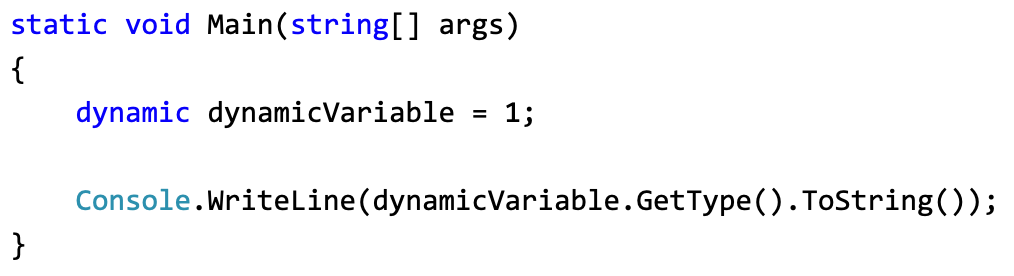 static void Main(string[] args)
{
    dynamic dynamicVariable = 1;
    Console.WriteLine(dynamicVariable.GetType().ToString());
}